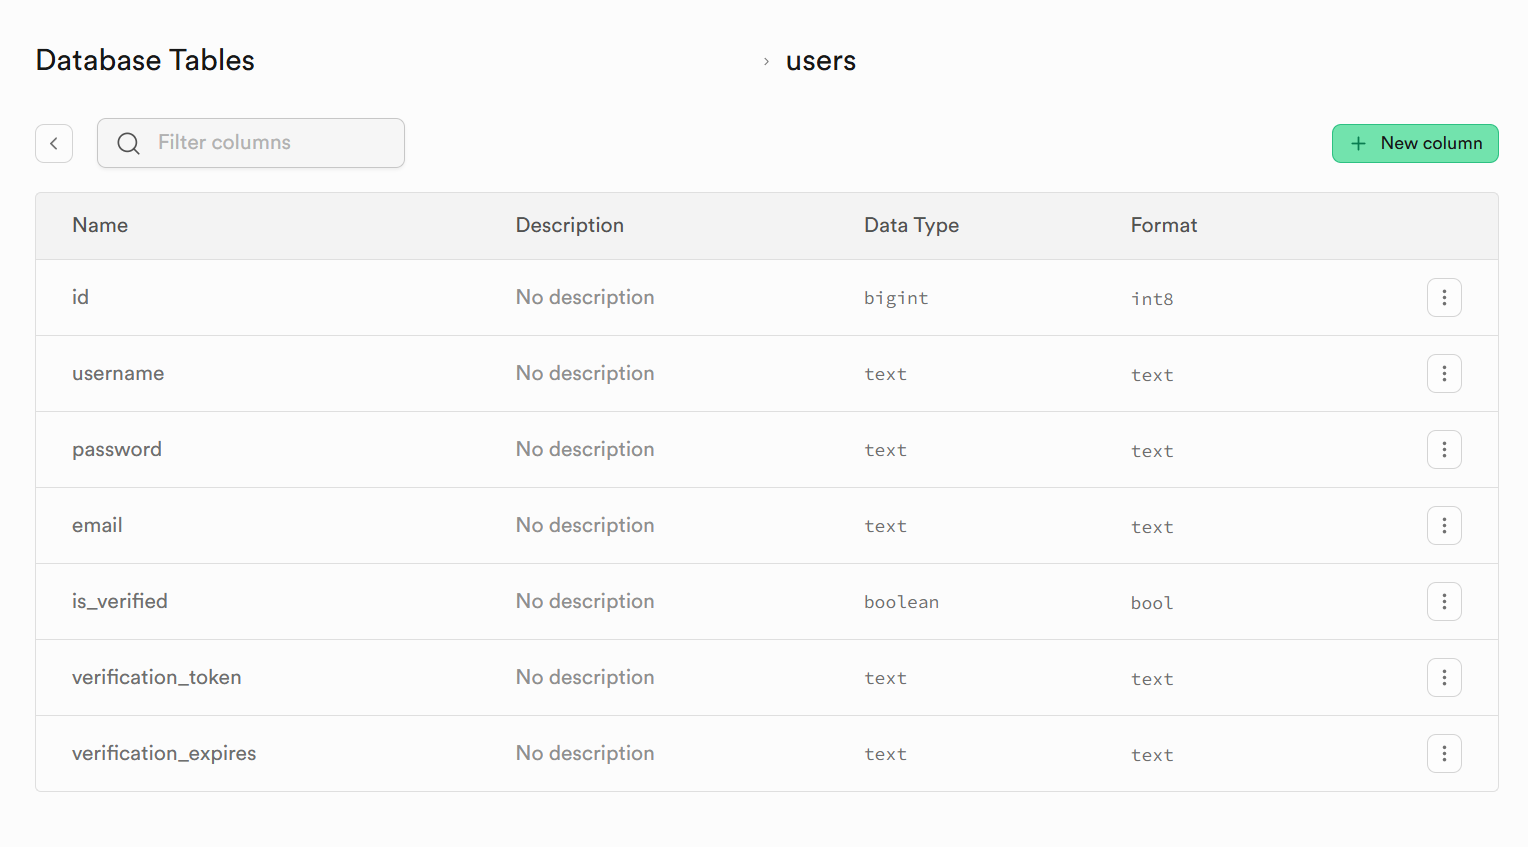 Database Tables › users
Filter columns
+ New column
Name Description Data Type Format
id No description bigint int8
username No description text text
password No description text text
email No description text text
is_verified No description boolean bool
verification_token No description text text
verification_expires No description text text